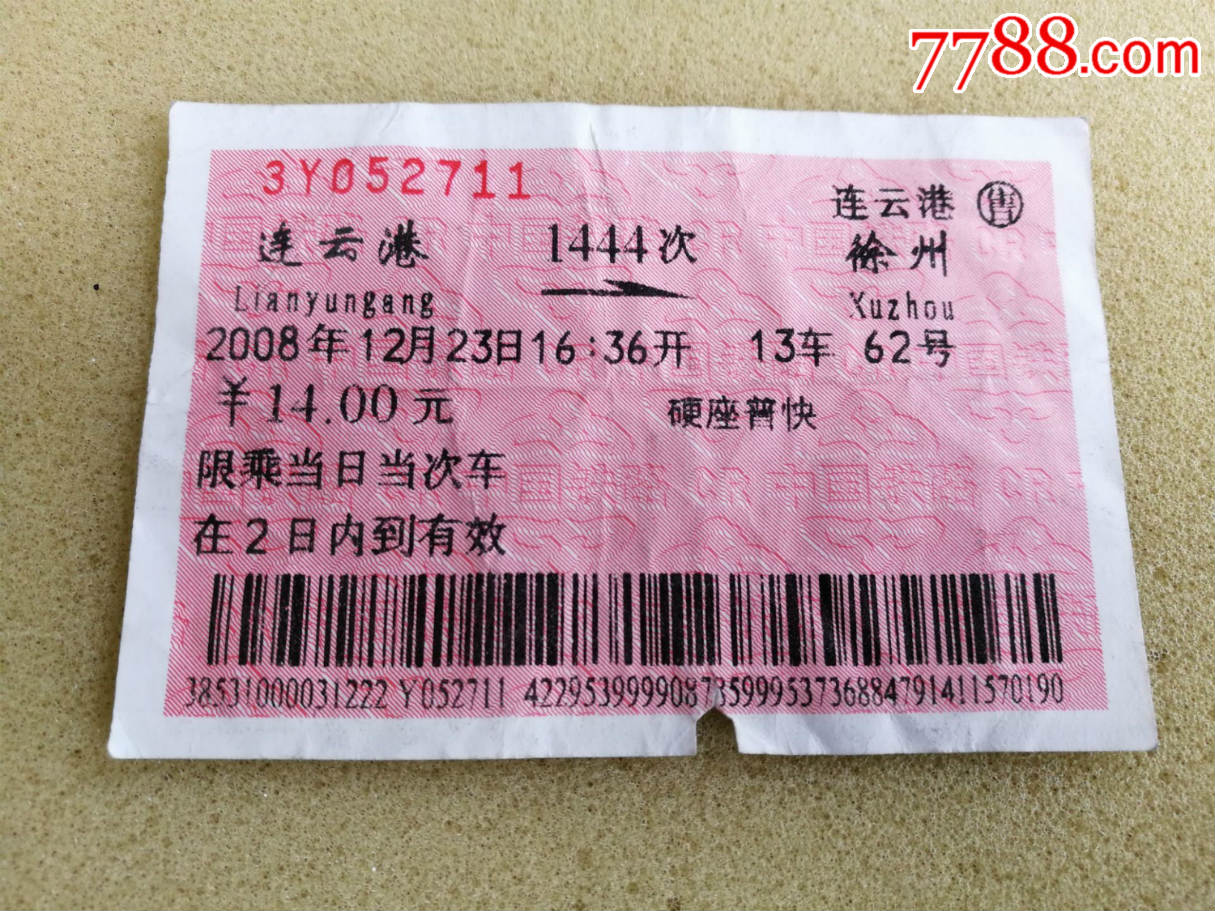 7788.com
3Y052711
连云港 售
连云港 1444次 徐州
Lianyungang Xuzhou
2008年12月23日16:36开 13车 62号
¥14.00元 硬座普快
限乘当日当次车
在2日内到有效
38531000031222 Y052711 422953999990873599953736884791411570190